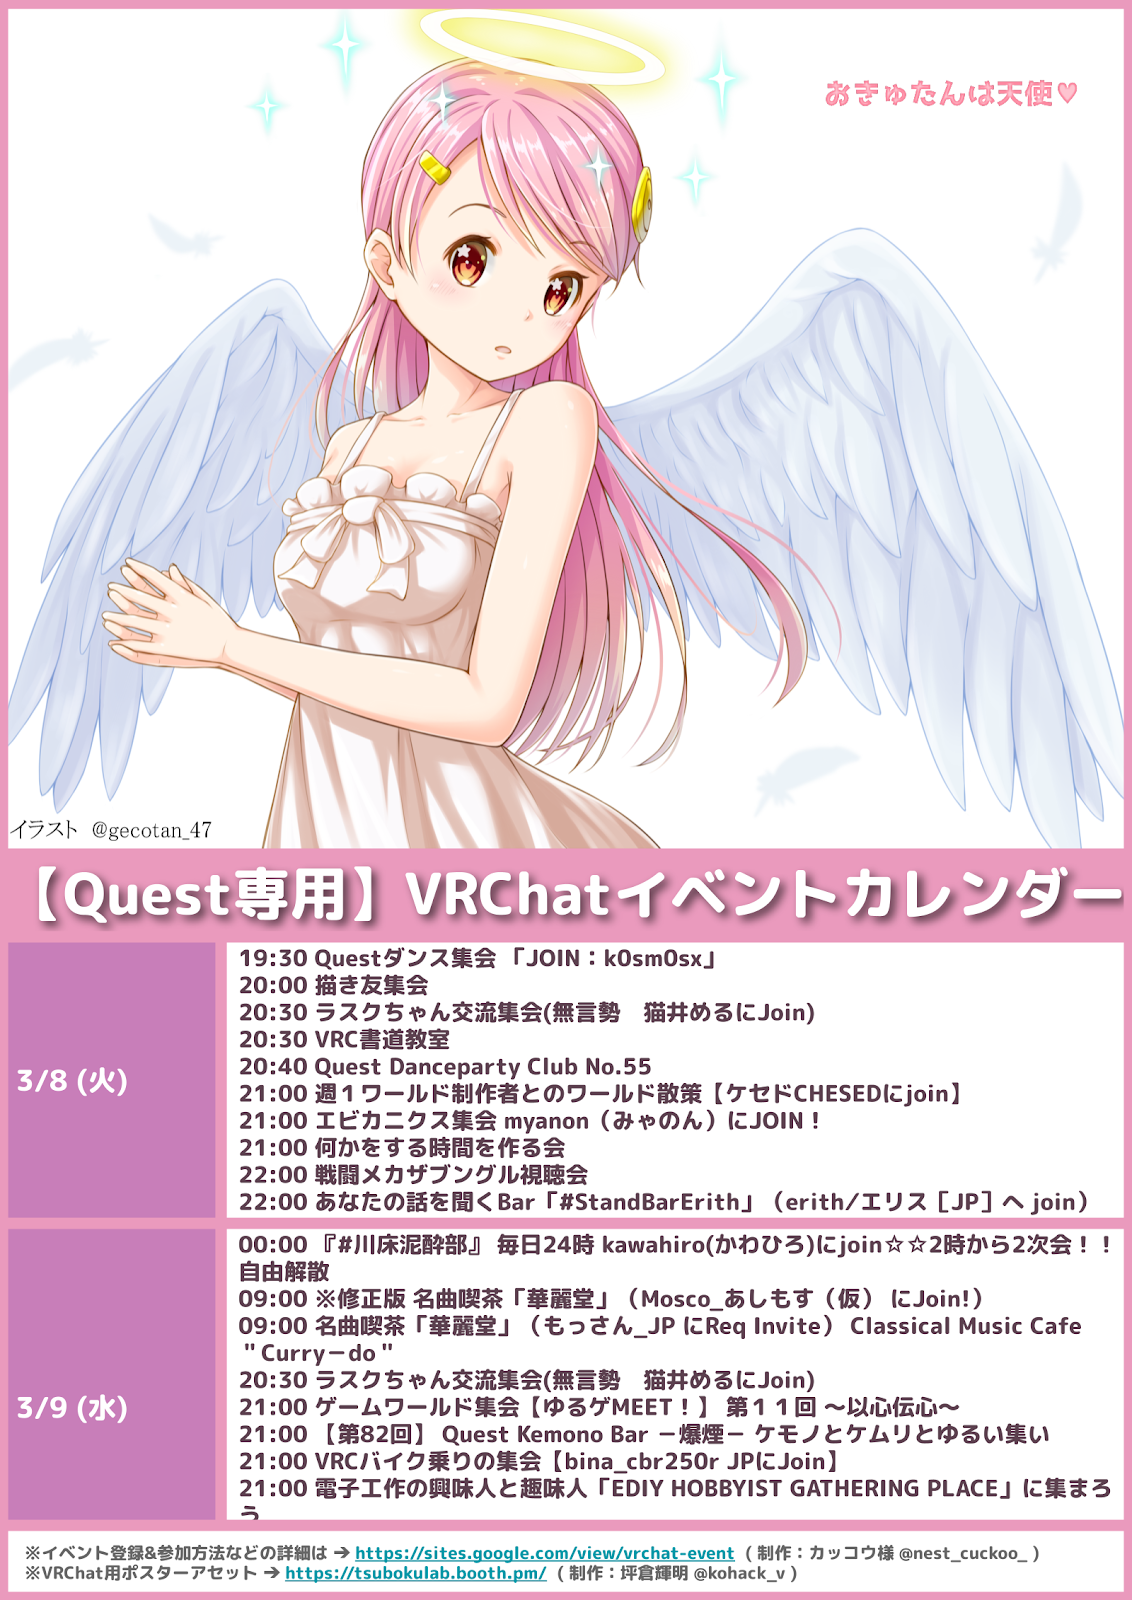 おきゅたんは天使♥
イラスト @gecotan_47
【Quest専用】VRChatイベントカレンダー
3/8 (火)
19:30 Questダンス集会 「JOIN：k0sm0sx」
20:00 描き友集会
20:30 ラスクちゃん交流集会(無言勢　猫井めるにJoin)
20:30 VRC書道教室
20:40 Quest Danceparty Club No.55
21:00 週１ワールド制作者とのワールド散策【ケセドCHESEDにjoin】
21:00 エビカニクス集会 myanon（みゃのん）にJOIN！
21:00 何かをする時間を作る会
22:00 戦闘メカザブングル視聴会
22:00 あなたの話を聞くBar「#StandBarErith」（erith/エリス［JP］へ join）
3/9 (水)
00:00 『#川床泥酔部』 毎日24時 kawahiro(かわひろ)にjoin☆☆2時から2次会！！
自由解散
09:00 ※修正版 名曲喫茶「華麗堂」（Mosco_あしもす（仮） にJoin!）
09:00 名曲喫茶「華麗堂」（もっさん_JP にReq Invite） Classical Music Cafe
＂Curry－do＂
20:30 ラスクちゃん交流集会(無言勢　猫井めるにJoin)
21:00 ゲームワールド集会【ゆるゲMEET！】 第１１回 〜以心伝心〜
21:00 【第82回】 Quest Kemono Bar －爆煙－ ケモノとケムリとゆるい集い
21:00 VRCバイク乗りの集会【bina_cbr250r JPにJoin】
21:00 電子工作の興味人と趣味人「EDIY HOBBYIST GATHERING PLACE」に集まろ
う
※イベント登録&参加方法などの詳細は → https://sites.google.com/view/vrchat-event （制作：カッコウ様 @nest_cuckoo_ ）
※VRChat用ポスターアセット → https://tsubokulab.booth.pm/ （制作：坪倉輝明 @kohack_v ）